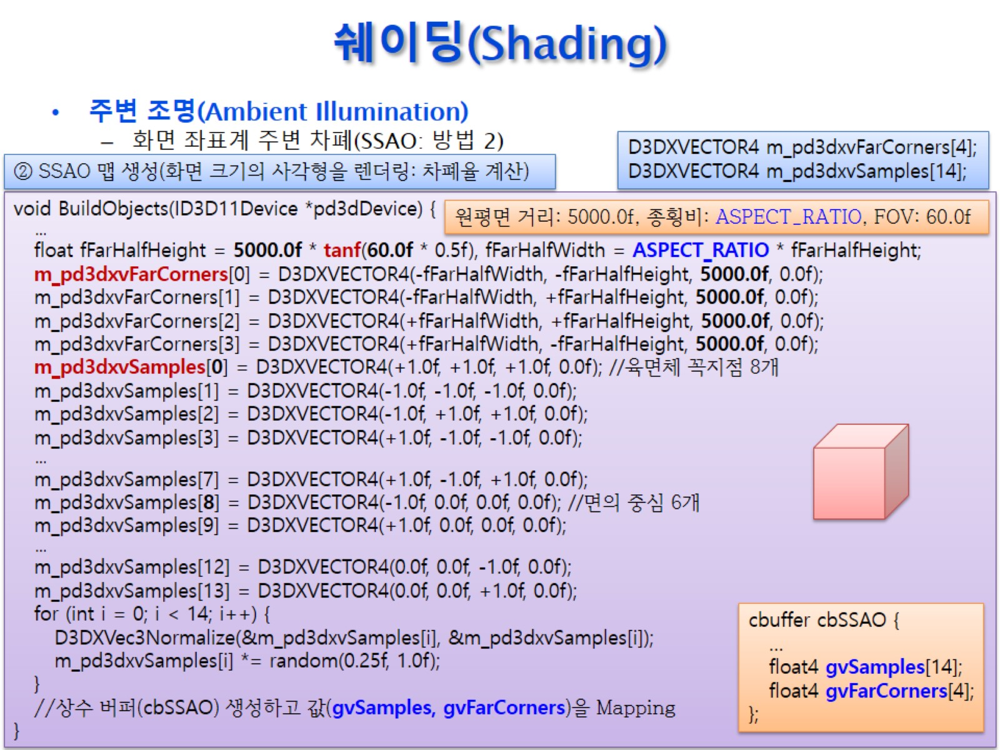 쉐이딩(Shading)
• 주변 조명(Ambient Illumination)
– 화면 좌표계 주변 차폐(SSAO: 방법 2)
D3DXVECTOR4 m_pd3dxvFarCorners[4];
D3DXVECTOR4 m_pd3dxvSamples[14];
② SSAO 맵 생성(화면 크기의 사각형을 렌더링: 차폐율 계산)
void BuildObjects(ID3D11Device *pd3dDevice) {
원평면 거리: 5000.0f, 종횡비: ASPECT_RATIO, FOV: 60.0f
...
float fFarHalfHeight = 5000.0f * tanf(60.0f * 0.5f), fFarHalfWidth = ASPECT_RATIO * fFarHalfHeight;
m_pd3dxvFarCorners[0] = D3DXVECTOR4(-fFarHalfWidth, -fFarHalfHeight, 5000.0f, 0.0f);
m_pd3dxvFarCorners[1] = D3DXVECTOR4(-fFarHalfWidth, +fFarHalfHeight, 5000.0f, 0.0f);
m_pd3dxvFarCorners[2] = D3DXVECTOR4(+fFarHalfWidth, +fFarHalfHeight, 5000.0f, 0.0f);
m_pd3dxvFarCorners[3] = D3DXVECTOR4(+fFarHalfWidth, -fFarHalfHeight, 5000.0f, 0.0f);
m_pd3dxvSamples[0] = D3DXVECTOR4(+1.0f, +1.0f, +1.0f, 0.0f); //육면체 꼭지점 8개
m_pd3dxvSamples[1] = D3DXVECTOR4(-1.0f, -1.0f, -1.0f, 0.0f);
m_pd3dxvSamples[2] = D3DXVECTOR4(-1.0f, +1.0f, +1.0f, 0.0f);
m_pd3dxvSamples[3] = D3DXVECTOR4(+1.0f, -1.0f, -1.0f, 0.0f);
...
m_pd3dxvSamples[7] = D3DXVECTOR4(+1.0f, -1.0f, +1.0f, 0.0f);
m_pd3dxvSamples[8] = D3DXVECTOR4(-1.0f, 0.0f, 0.0f, 0.0f); //면의 중심 6개
m_pd3dxvSamples[9] = D3DXVECTOR4(+1.0f, 0.0f, 0.0f, 0.0f);
...
m_pd3dxvSamples[12] = D3DXVECTOR4(0.0f, 0.0f, -1.0f, 0.0f);
m_pd3dxvSamples[13] = D3DXVECTOR4(0.0f, 0.0f, +1.0f, 0.0f);
for (int i = 0; i < 14; i++) {
D3DXVec3Normalize(&m_pd3dxvSamples[i], &m_pd3dxvSamples[i]);
m_pd3dxvSamples[i] *= random(0.25f, 1.0f);
}
//상수 버퍼(cbSSAO) 생성하고 값(gvSamples, gvFarCorners)을 Mapping
}
cbuffer cbSSAO {
...
float4 gvSamples[14];
float4 gvFarCorners[4];
};